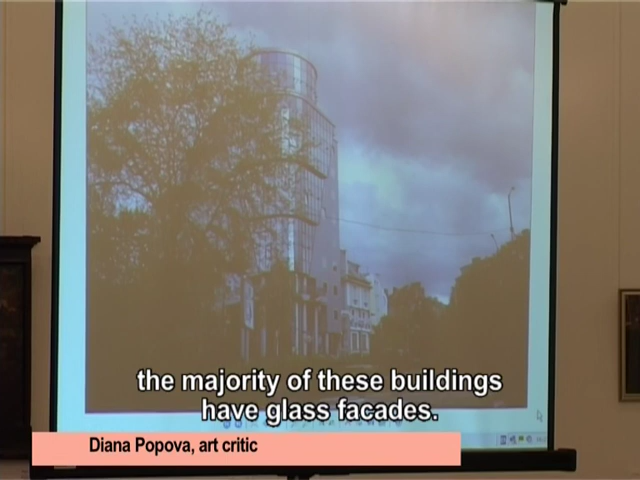 the majority of these buildings
have glass facades.
Diana Popova, art critic